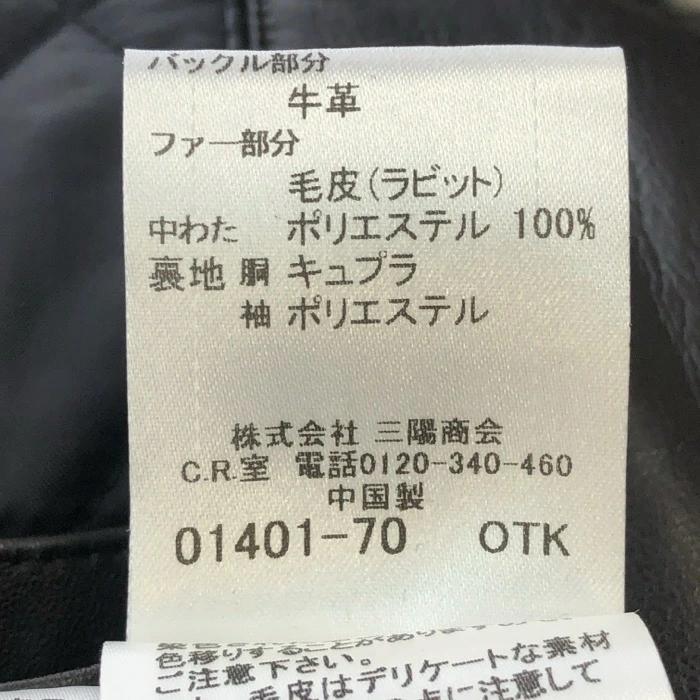 バックル部分
牛革
ファー部分
毛皮(ラビット)
中わた ポリエステル 100%
裏地 胴 キュプラ
袖 ポリエステル
株式会社 三陽商会
C.R.室 電話0120-340-460
中国製
01401-70 OTK
色移りすることがあります
ご注意下さい。
毛皮はデリケートな素材
に注意して